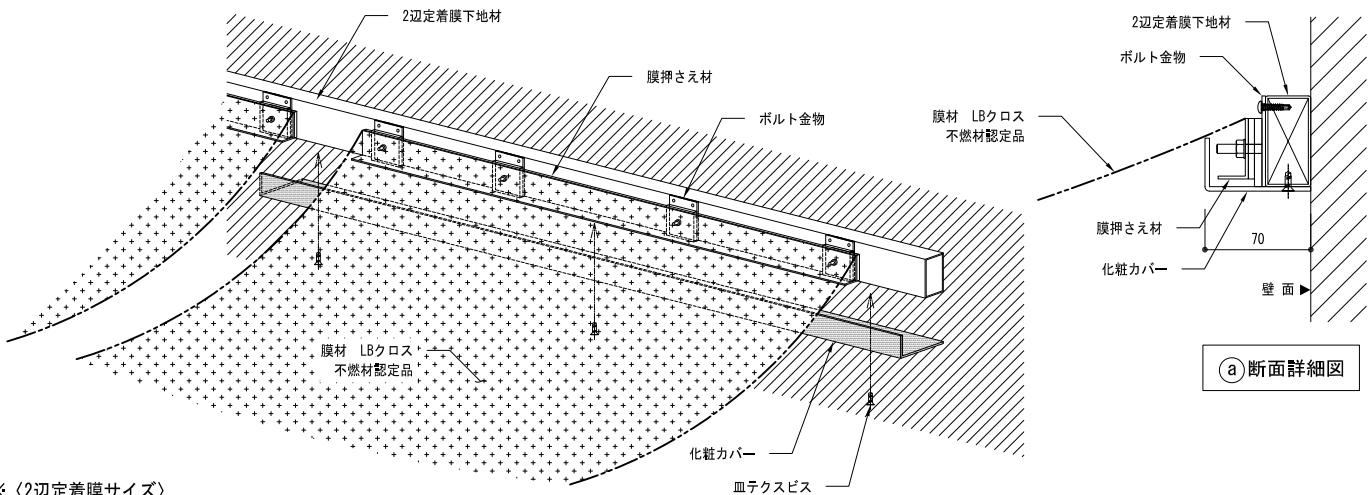 2辺定着膜下地材
膜押さえ材
ボルト金物
膜材 LBクロス
不燃材認定品
化粧カバー
皿テクスビス
※〈2辺定着膜サイズ〉
2辺定着膜下地材
ボルト金物
膜材 LBクロス
不燃材認定品
膜押さえ材
70
化粧カバー
壁 面 ▶
ⓐ断面詳細図